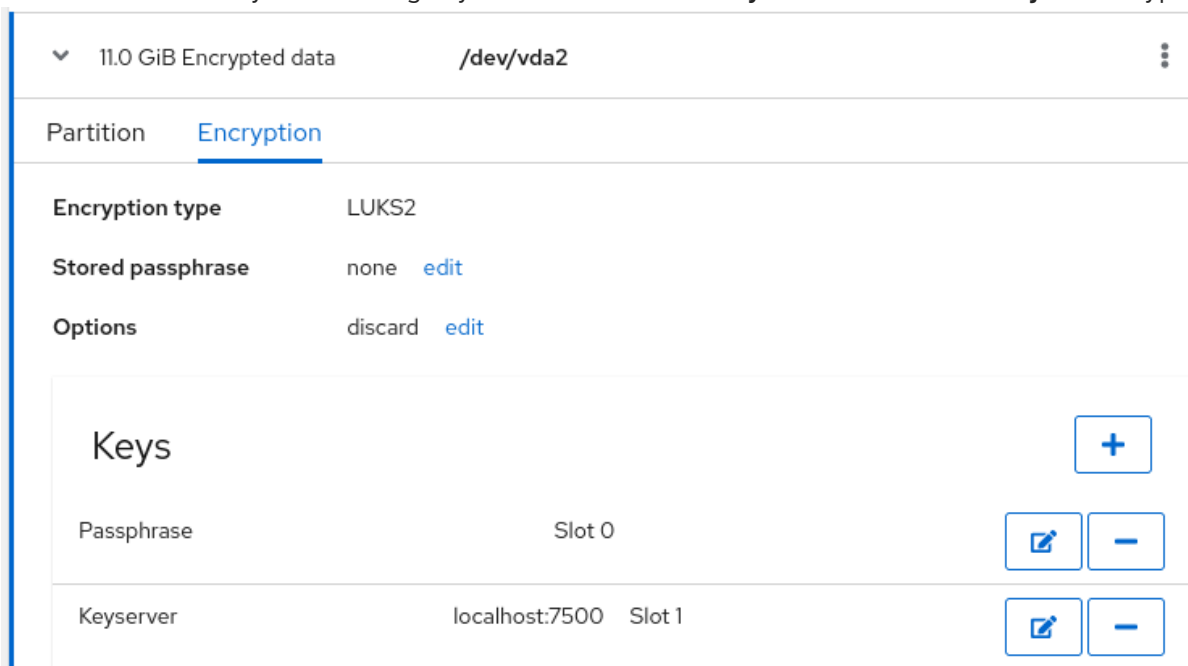 11.0 GiB Encrypted data /dev/vda2
Partition Encryption
Encryption type LUKS2
Stored passphrase none edit
Options discard edit
Keys
Passphrase Slot 0
Keyserver localhost:7500 Slot 1